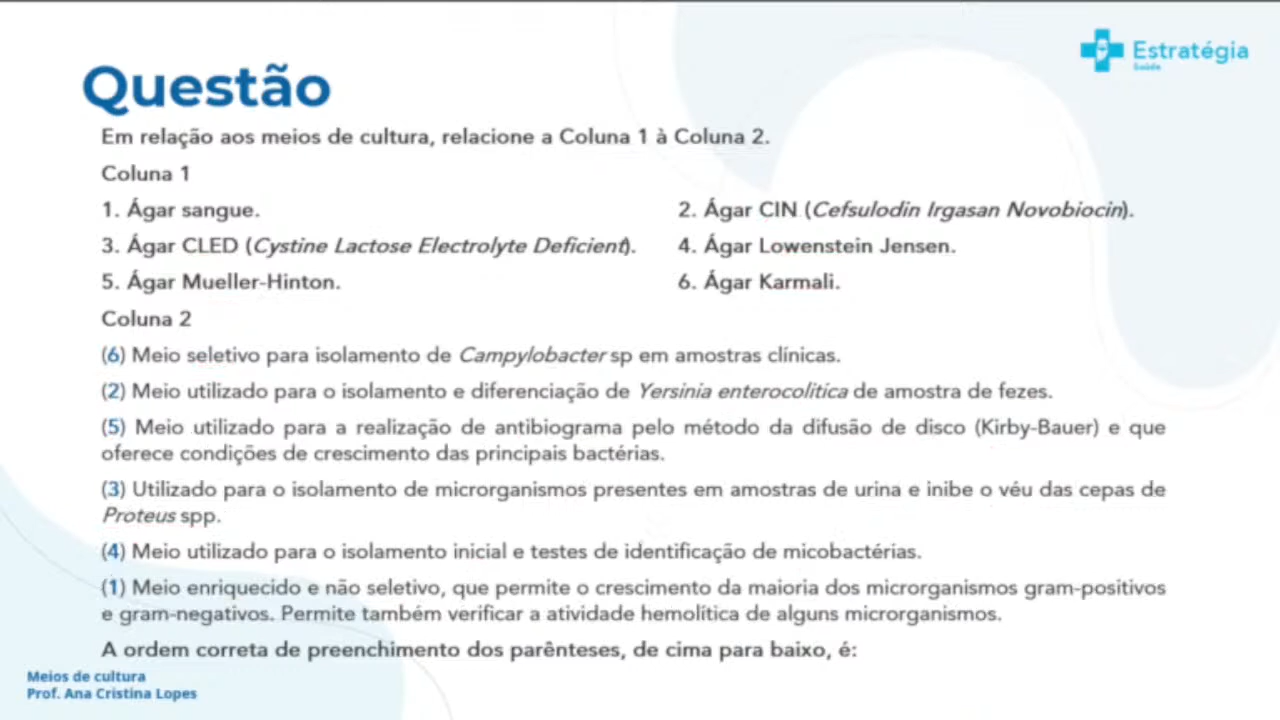 Estratégia
Saúde
Questão
Em relação aos meios de cultura, relacione a Coluna 1 à Coluna 2.
Coluna 1
1. Ágar sangue.
2. Ágar CIN (Cefsulodin Irgasan Novobiocin).
3. Ágar CLED (Cystine Lactose Electrolyte Deficient).
4. Ágar Lowenstein Jensen.
5. Ágar Mueller-Hinton.
6. Ágar Karmali.
Coluna 2
(6) Meio seletivo para isolamento de Campylobacter sp em amostras clínicas.
(2) Meio utilizado para o isolamento e diferenciação de Yersinia enterocolitica de amostra de fezes.
(5) Meio utilizado para a realização de antibiograma pelo método da difusão de disco (Kirby-Bauer) e que
oferece condições de crescimento das principais bactérias.
(3) Utilizado para o isolamento de microrganismos presentes em amostras de urina e inibe o véu das cepas de
Proteus spp.
(4) Meio utilizado para o isolamento inicial e testes de identificação de micobactérias.
(1) Meio enriquecido e não seletivo, que permite o crescimento da maioria dos microrganismos gram-positivos
e gram-negativos. Permite também verificar a atividade hemolítica de alguns microrganismos.
A ordem correta de preenchimento dos parênteses, de cima para baixo, é:
Meios de cultura
Prof. Ana Cristina Lopes